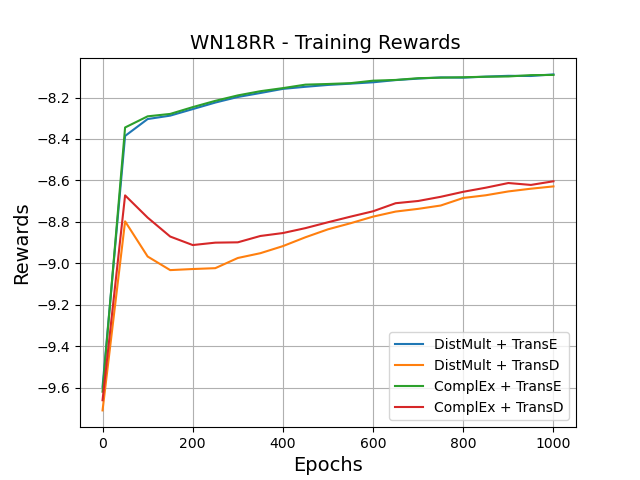 WN18RR - Training Rewards
Rewards
−8.2
−8.4
−8.6
−8.8
−9.0
−9.2
−9.4
−9.6
DistMult + TransE
DistMult + TransD
ComplEx + TransE
ComplEx + TransD
0 200 400 600 800 1000
Epochs